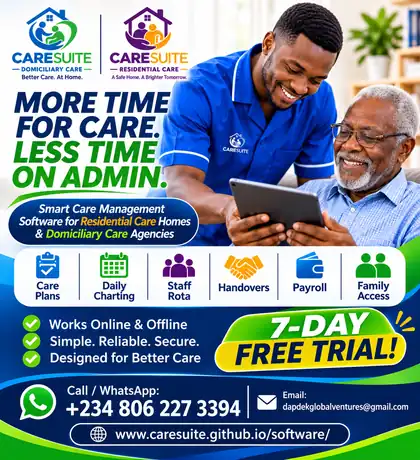 CARESUITE
DOMICILIARY CARE
Better Care. At Home.
CARESUITE
RESIDENTIAL CARE
A Safe Home. A Brighter Tomorrow.
MORE TIME
FOR CARE.
LESS TIME
ON ADMIN.
CARESUITE
Smart Care Management
Software for Residential Care Homes
& Domiciliary Care Agencies
Care
Plans
Daily
Charting
Staff
Rota
Handovers
Payroll
Family
Access
Works Online & Offline
Simple. Reliable. Secure.
Designed for Better Care
7-DAY
FREE TRIAL!
Call / WhatsApp:
+234 806 227 3394
Email:
dapdekglobalventures@gmail.com
www.caresuite.github.io/software/